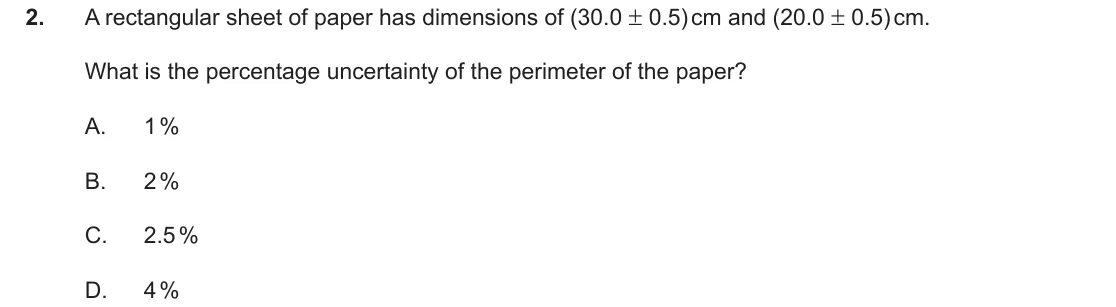 2. A rectangular sheet of paper has dimensions of (30.0 ± 0.5) cm and (20.0 ± 0.5) cm.
What is the percentage uncertainty of the perimeter of the paper?
A. 1 %
B. 2 %
C. 2.5 %
D. 4 %